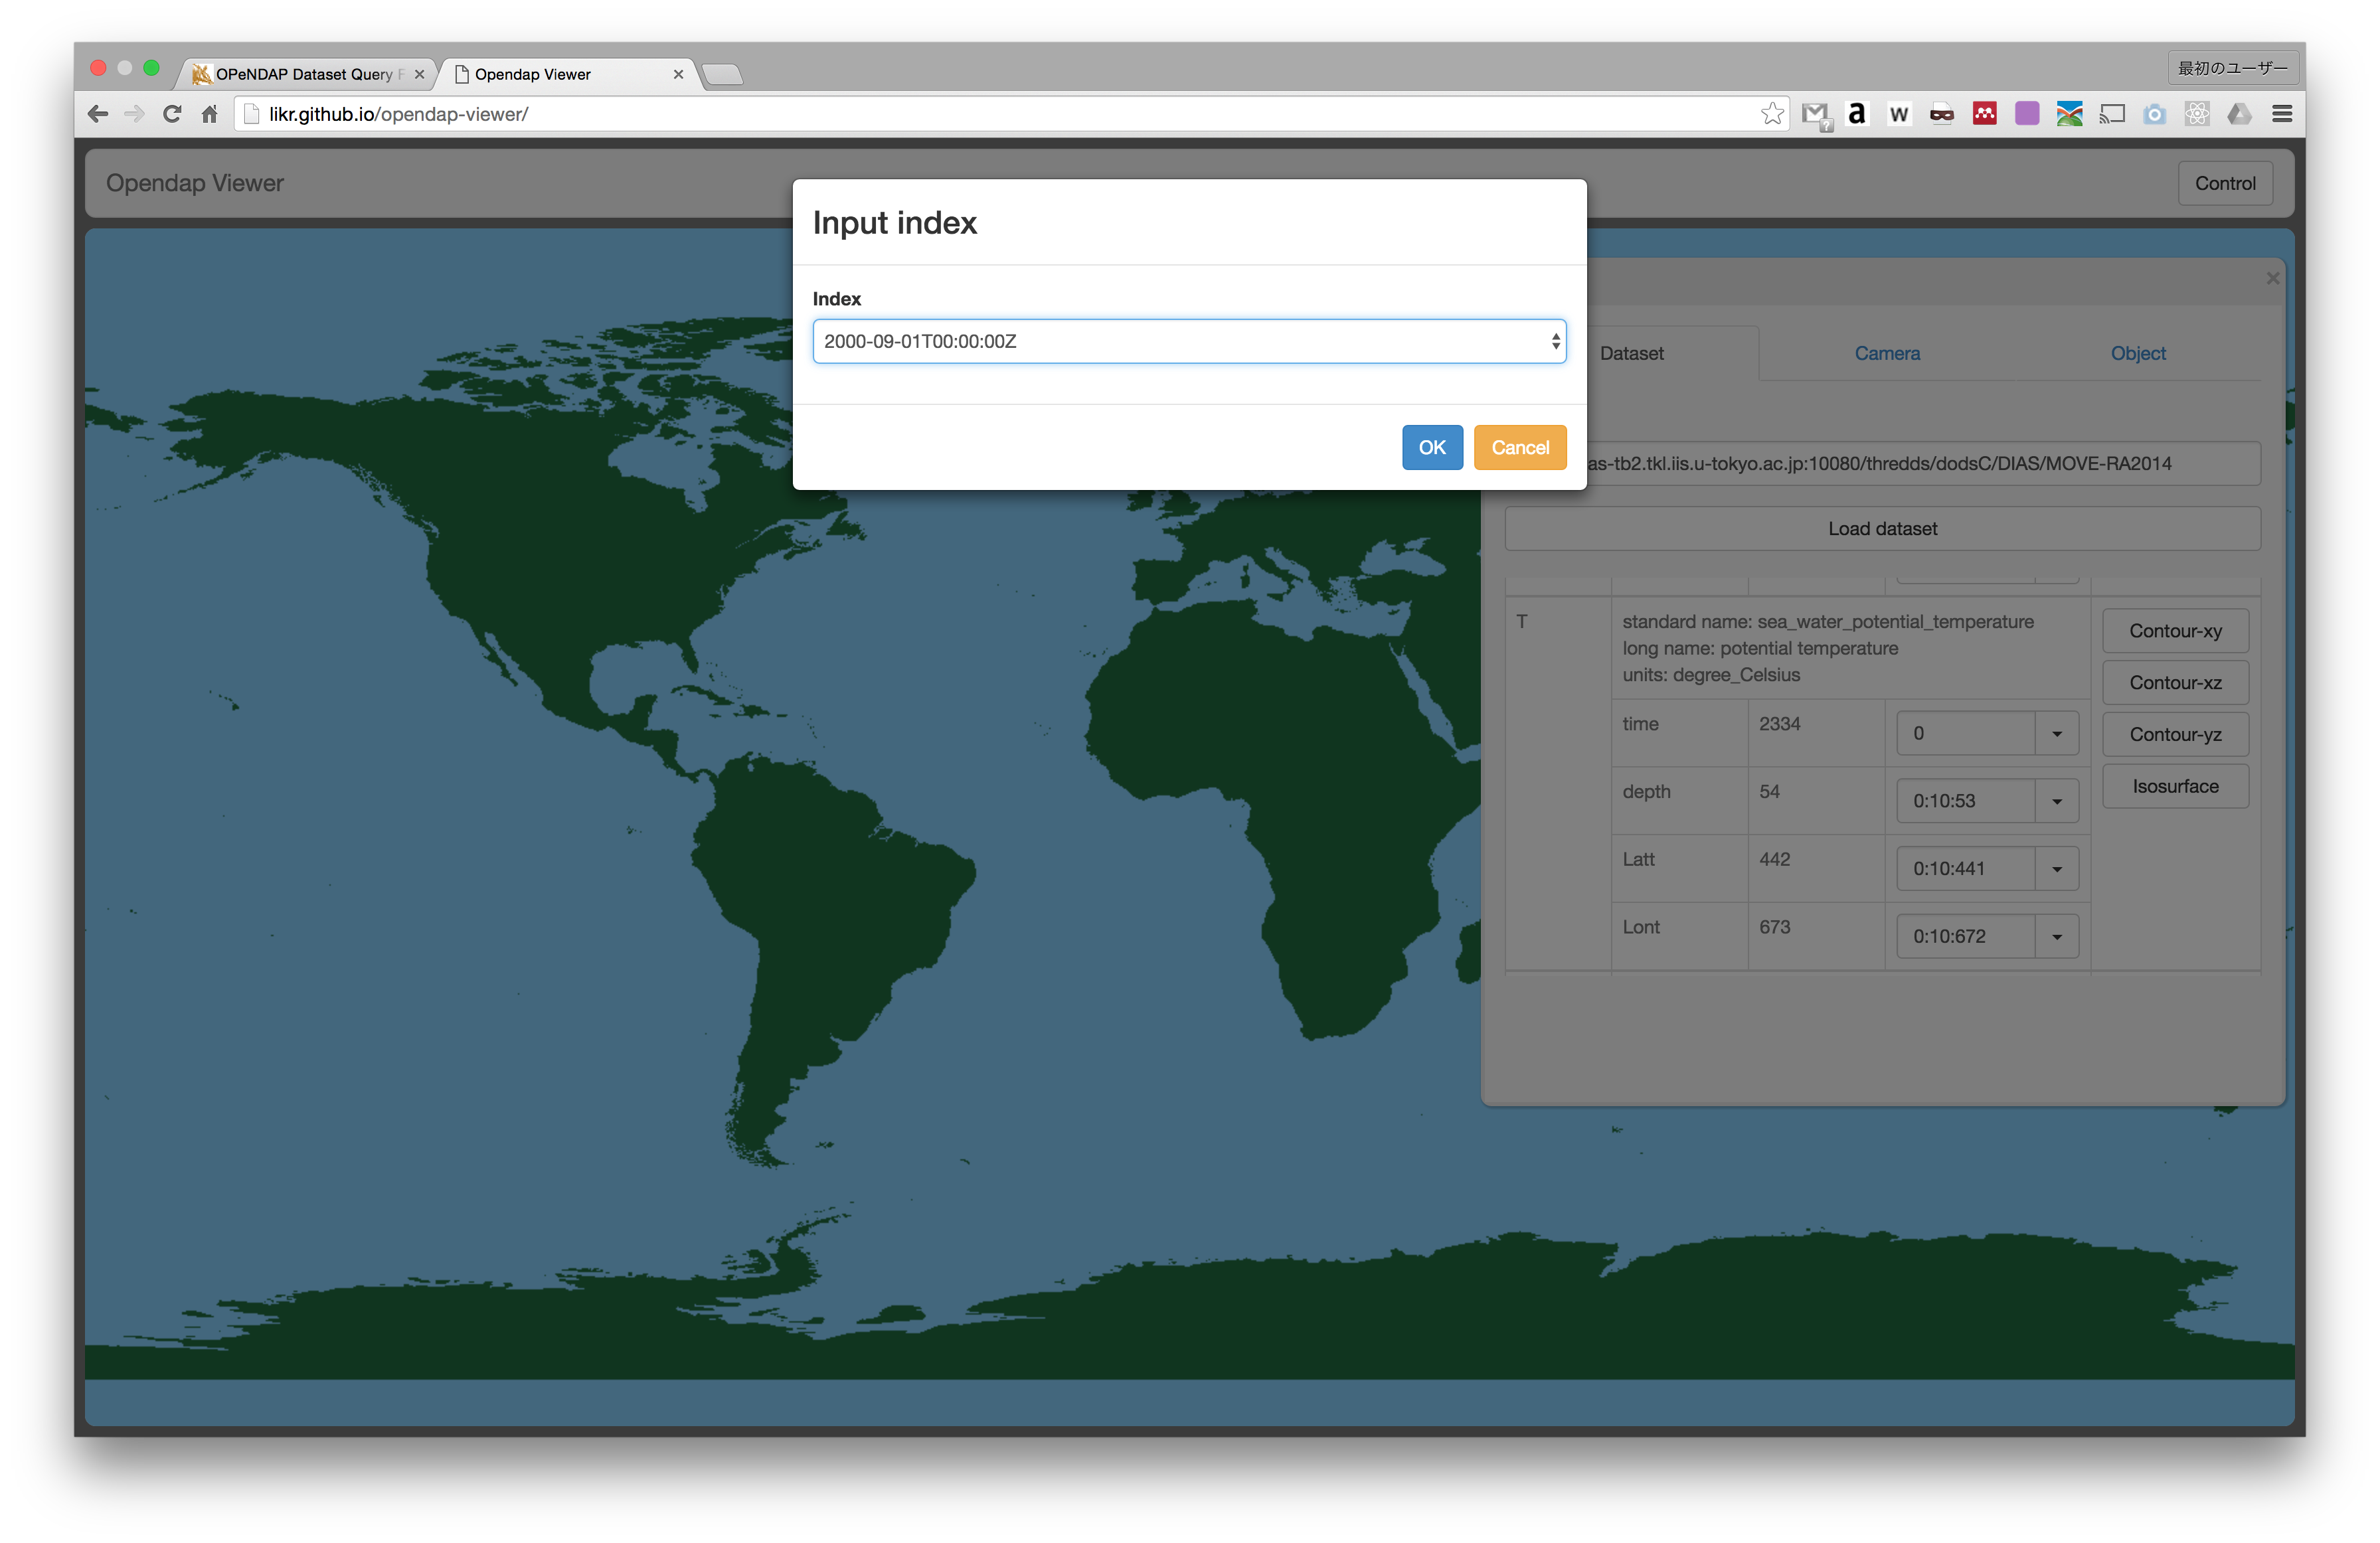 OPeNDAP Dataset Query F
Opendap Viewer
最初のユーザー
likr.github.io/opendap-viewer/
Opendap Viewer
Control
Input index
Index
2000-09-01T00:00:00Z
OK
Cancel
Dataset
Camera
Object
as-tb2.tkl.iis.u-tokyo.ac.jp:10080/thredds/dodsC/DIAS/MOVE-RA2014
Load dataset
T
standard name: sea_water_potential_temperature
long name: potential temperature
units: degree_Celsius
time 2334 0
depth 54 0:10:53
Latt 442 0:10:441
Lont 673 0:10:672
Contour-xy
Contour-xz
Contour-yz
Isosurface